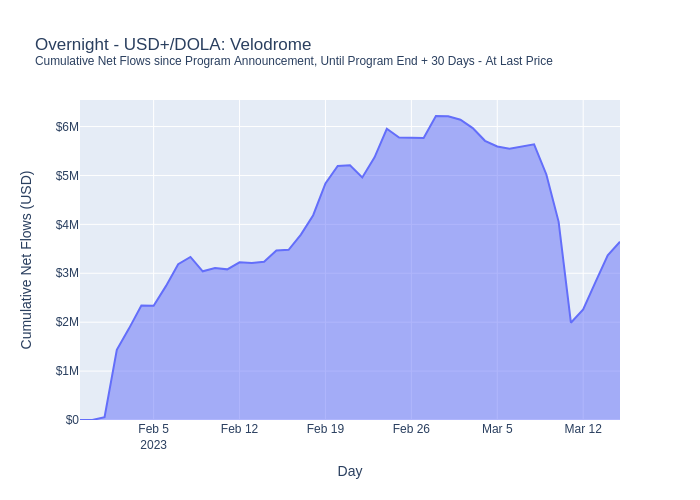 Overnight - USD+/DOLA: Velodrome
Cumulative Net Flows since Program Announcement, Until Program End + 30 Days - At Last Price
Cumulative Net Flows (USD)
$6M
$5M
$4M
$3M
$2M
$1M
$0
Feb 5 Feb 12 Feb 19 Feb 26 Mar 5 Mar 12
2023
Day